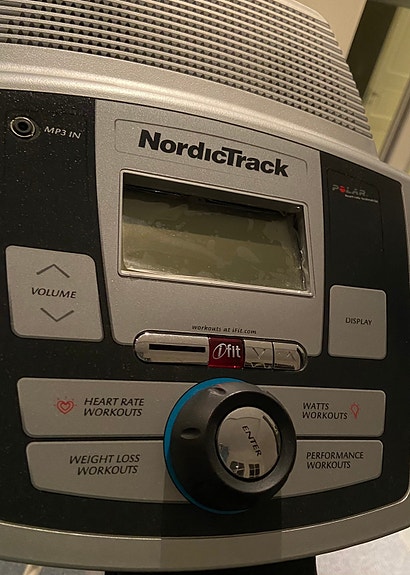 MP3 IN
NordicTrack
POLAR
VOLUME
DISPLAY
workouts at iFit.com
ifit
HEART RATE
WORKOUTS
WATTS
WORKOUTS
ENTER
WEIGHT LOSS
WORKOUTS
PERFORMANCE
WORKOUTS